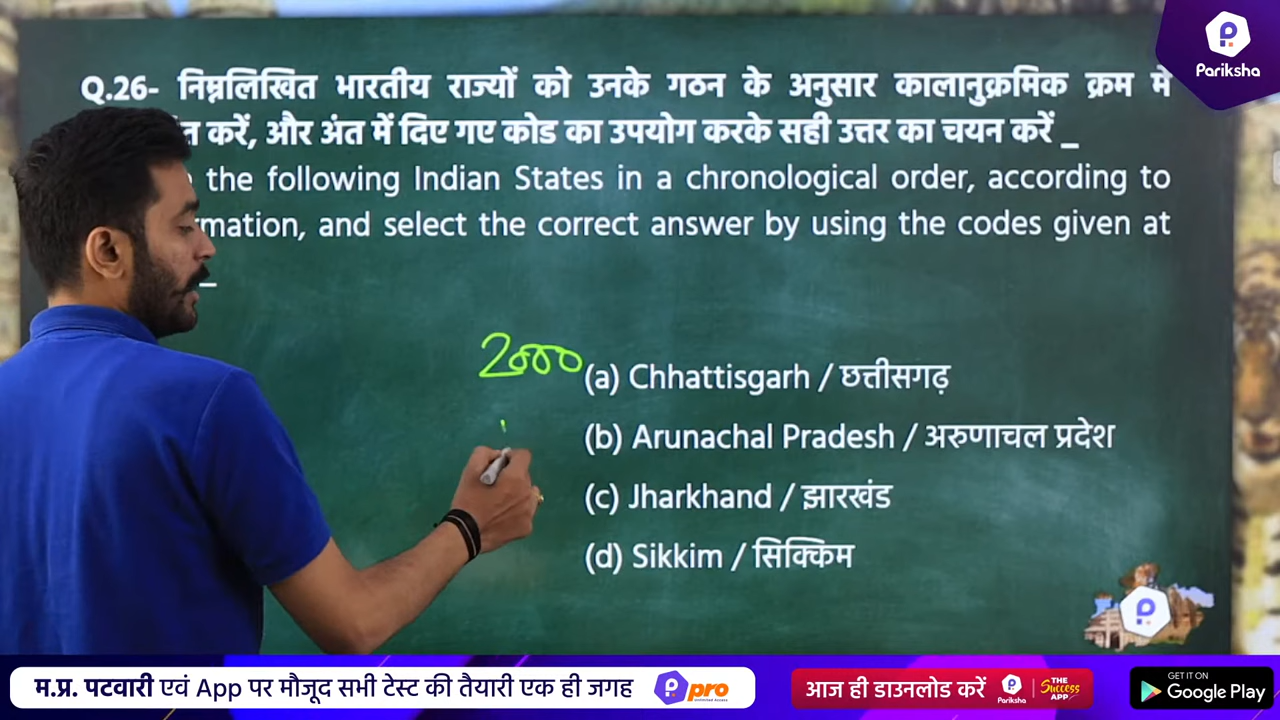 Pariksha
Q.26- निम्नलिखित भारतीय राज्यों को उनके गठन के अनुसार कालानुक्रमिक क्रम में
करें, और अंत में दिए गए कोड का उपयोग करके सही उत्तर का चयन करें _
the following Indian States in a chronological order, according to
mation, and select the correct answer by using the codes given at
_
2000
(a) Chhattisgarh / छत्तीसगढ़
(b) Arunachal Pradesh / अरुणाचल प्रदेश
(c) Jharkhand / झारखंड
(d) Sikkim / सिक्किम
म.प्र. पटवारी एवं App पर मौजूद सभी टेस्ट की तैयारी एक ही जगह
pro
आज ही डाउनलोड करें
Pariksha
THE Success APP
GET IT ON
Google Play